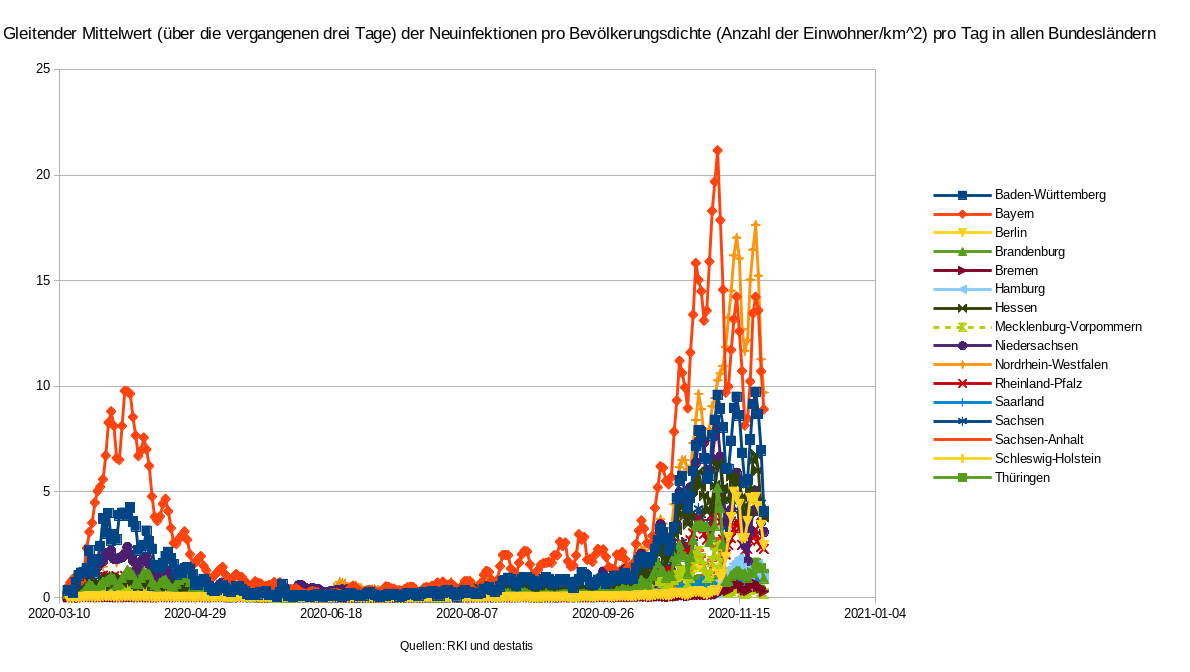 Gleitender Mittelwert (über die vergangenen drei Tage) der Neuinfektionen pro Bevölkerungsdichte (Anzahl der Einwohner/km^2) pro Tag in allen Bundesländern
25
20
15
10
5
0
2020-03-10 2020-04-29 2020-06-18 2020-08-07 2020-09-26 2020-11-15 2021-01-04
Quellen: RKI und destatis
Baden-Württemberg
Bayern
Berlin
Brandenburg
Bremen
Hamburg
Hessen
Mecklenburg-Vorpommern
Niedersachsen
Nordrhein-Westfalen
Rheinland-Pfalz
Saarland
Sachsen
Sachsen-Anhalt
Schleswig-Holstein
Thüringen